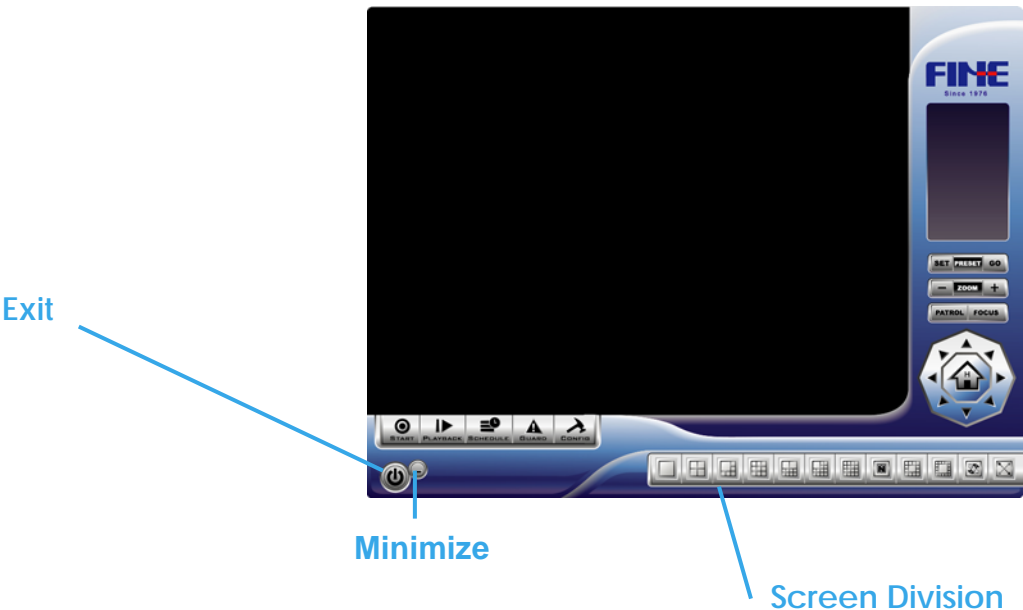 FINE
Since 1976
SET PRESET GO
− ZOOM +
PATROL FOCUS
H
Exit
START PLAYBACK SCHEDULE GUARD CONFIG
N
Minimize
Screen Division